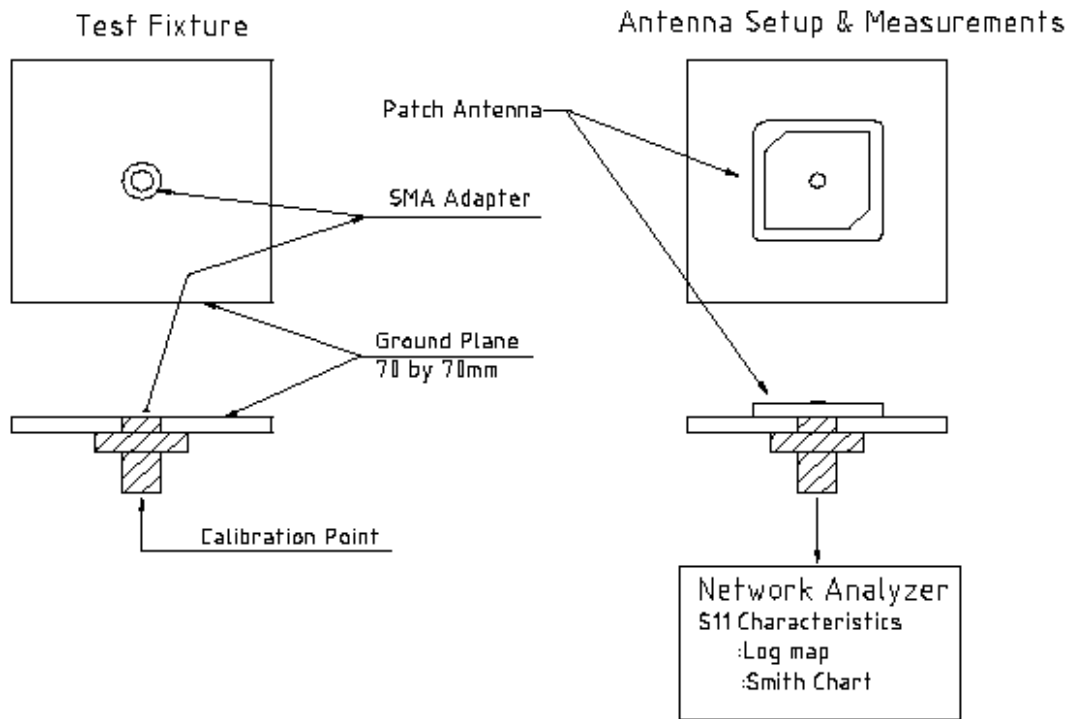 Test Fixture
Antenna Setup & Measurements
Patch Antenna
SMA Adapter
Ground Plane
70 by 70mm
Calibration Point
Network Analyzer
S11 Characteristics
:Log map
:Smith Chart